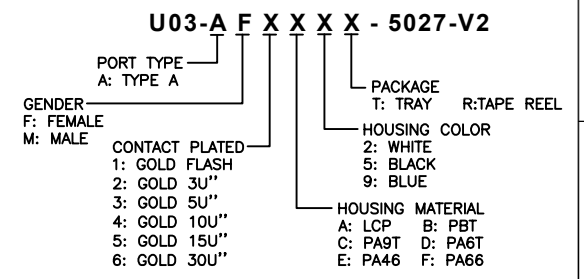 U03-A F X X X X - 5027-V2
PORT TYPE
A: TYPE A
GENDER
F: FEMALE
M: MALE
CONTACT PLATED
1: GOLD FLASH
2: GOLD 3U''
3: GOLD 5U''
4: GOLD 10U''
5: GOLD 15U''
6: GOLD 30U''
PACKAGE
T: TRAY R:TAPE REEL
HOUSING COLOR
2: WHITE
5: BLACK
9: BLUE
HOUSING MATERIAL
A: LCP B: PBT
C: PA9T D: PA6T
E: PA46 F: PA66